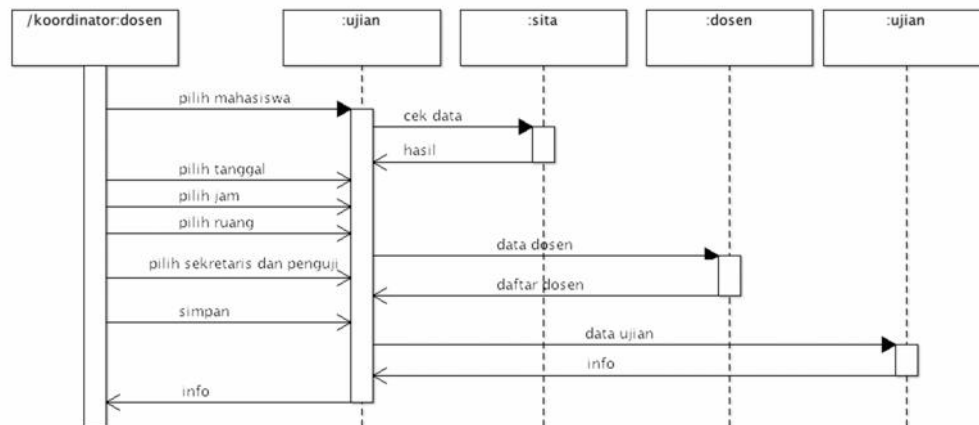 /koordinator:dosen
:ujian
:sita
:dosen
:ujian
pilih mahasiswa
cek data
hasil
pilih tanggal
pilih jam
pilih ruang
data dosen
pilih sekretaris dan penguji
daftar dosen
simpan
data ujian
info
info